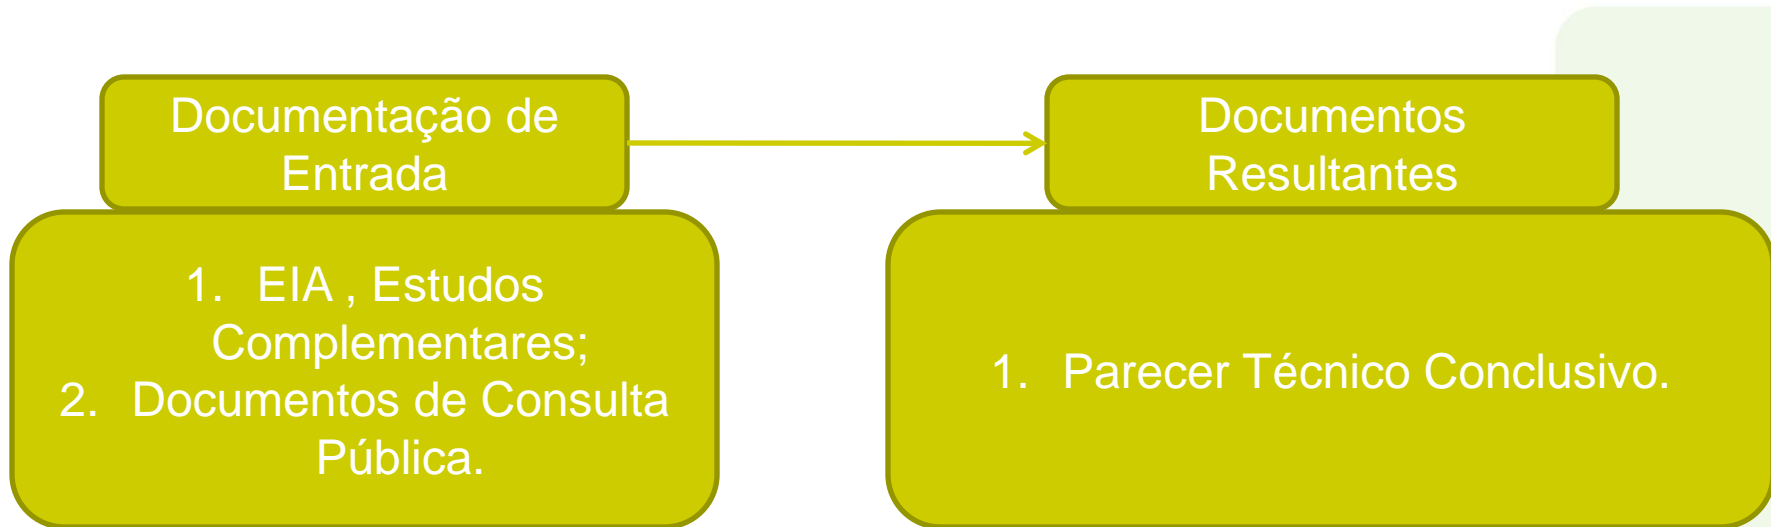 Documentação de
Entrada
1. EIA , Estudos
Complementares;
2. Documentos de Consulta
Pública.
Documentos
Resultantes
1. Parecer Técnico Conclusivo.